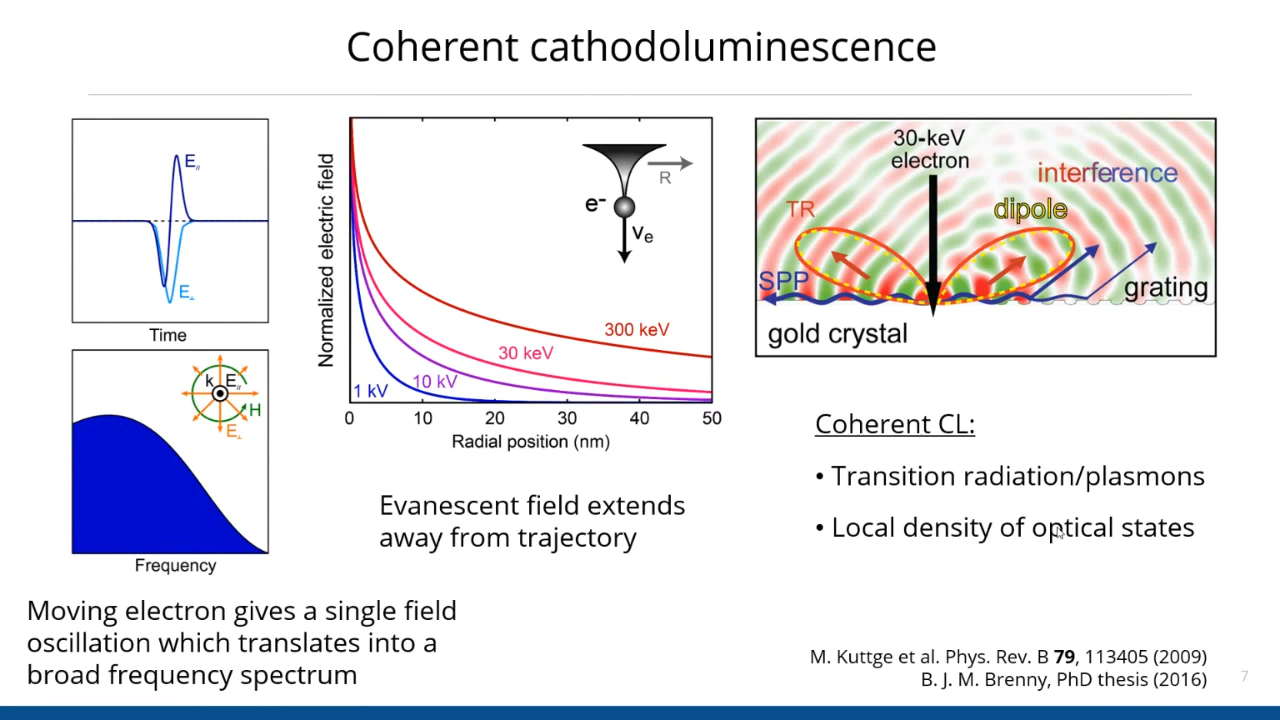 Coherent cathodoluminescence
E//
E⊥
Time
k E//
H
E⊥
Frequency
Moving electron gives a single field
oscillation which translates into a
broad frequency spectrum
Normalized electric field
R
e-
ve
300 keV
30 keV
10 kV
1 kV
0 10 20 30 40 50
Radial position (nm)
Evanescent field extends
away from trajectory
30-keV
electron
interference
TR
dipole
SPP
grating
gold crystal
Coherent CL:
• Transition radiation/plasmons
• Local density of optical states
M. Kuttge et al. Phys. Rev. B 79, 113405 (2009)
B. J. M. Brenny, PhD thesis (2016)
7